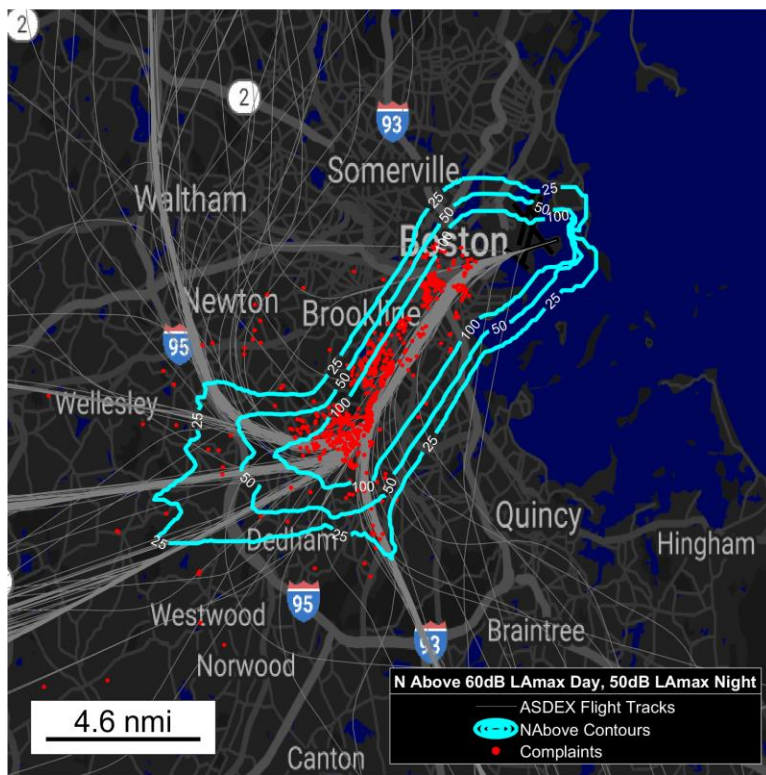 2
2
93
Somerville
Waltham
25
25
50
50
100
Boston
100
Newton
Brookline
95
100
50
25
25
50
Wellesley
100
25
50
100
50
25
25
Dedham
Quincy
Hingham
95
Westwood
Braintree
93
Norwood
N Above 60dB LAmax Day, 50dB LAmax Night
ASDEX Flight Tracks
NAbove Contours
Complaints
4.6 nmi
Canton